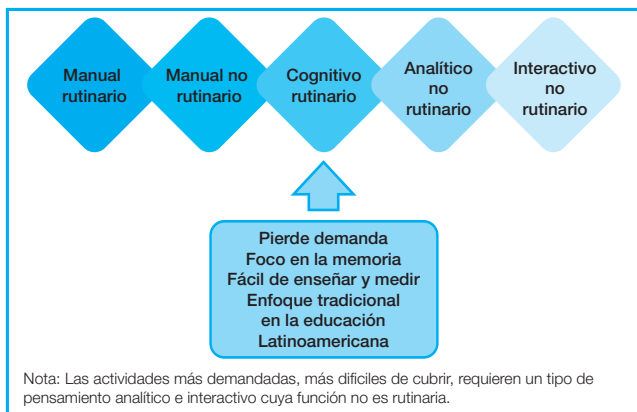 Manual
rutinario
Manual no
rutinario
Cognitivo
rutinario
Analítico
no
rutinario
Interactivo
no
rutinario
Pierde demanda
Foco en la memoria
Fácil de enseñar y medir
Enfoque tradicional
en la educación
Latinoamericana
Nota: Las actividades más demandadas, más dificiles de cubrir, requieren un tipo de
pensamiento analítico e interactivo cuya función no es rutinaria.